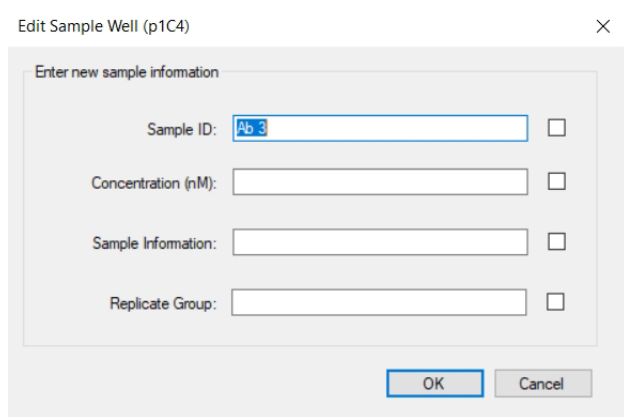 Edit Sample Well (p1C4)
Enter new sample information
Sample ID: Ab 3
Concentration (nM):
Sample Information:
Replicate Group:
OK Cancel